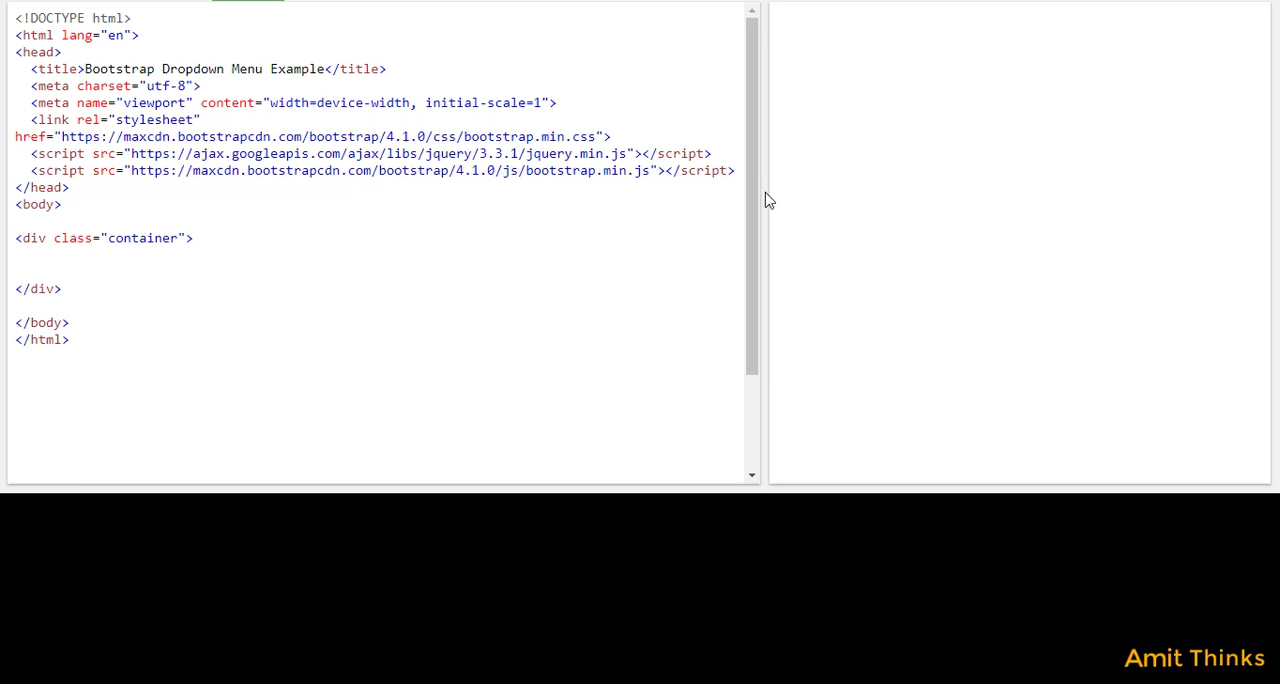 <!DOCTYPE html>
<html lang="en">
<head>
  <title>Bootstrap Dropdown Menu Example</title>
  <meta charset="utf-8">
  <meta name="viewport" content="width=device-width, initial-scale=1">
  <link rel="stylesheet"
href="https://maxcdn.bootstrapcdn.com/bootstrap/4.1.0/css/bootstrap.min.css">
  <script src="https://ajax.googleapis.com/ajax/libs/jquery/3.3.1/jquery.min.js"></script>
  <script src="https://maxcdn.bootstrapcdn.com/bootstrap/4.1.0/js/bootstrap.min.js"></script>
</head>
<body>
<div class="container">
</div>
</body>
</html>
Amit Thinks